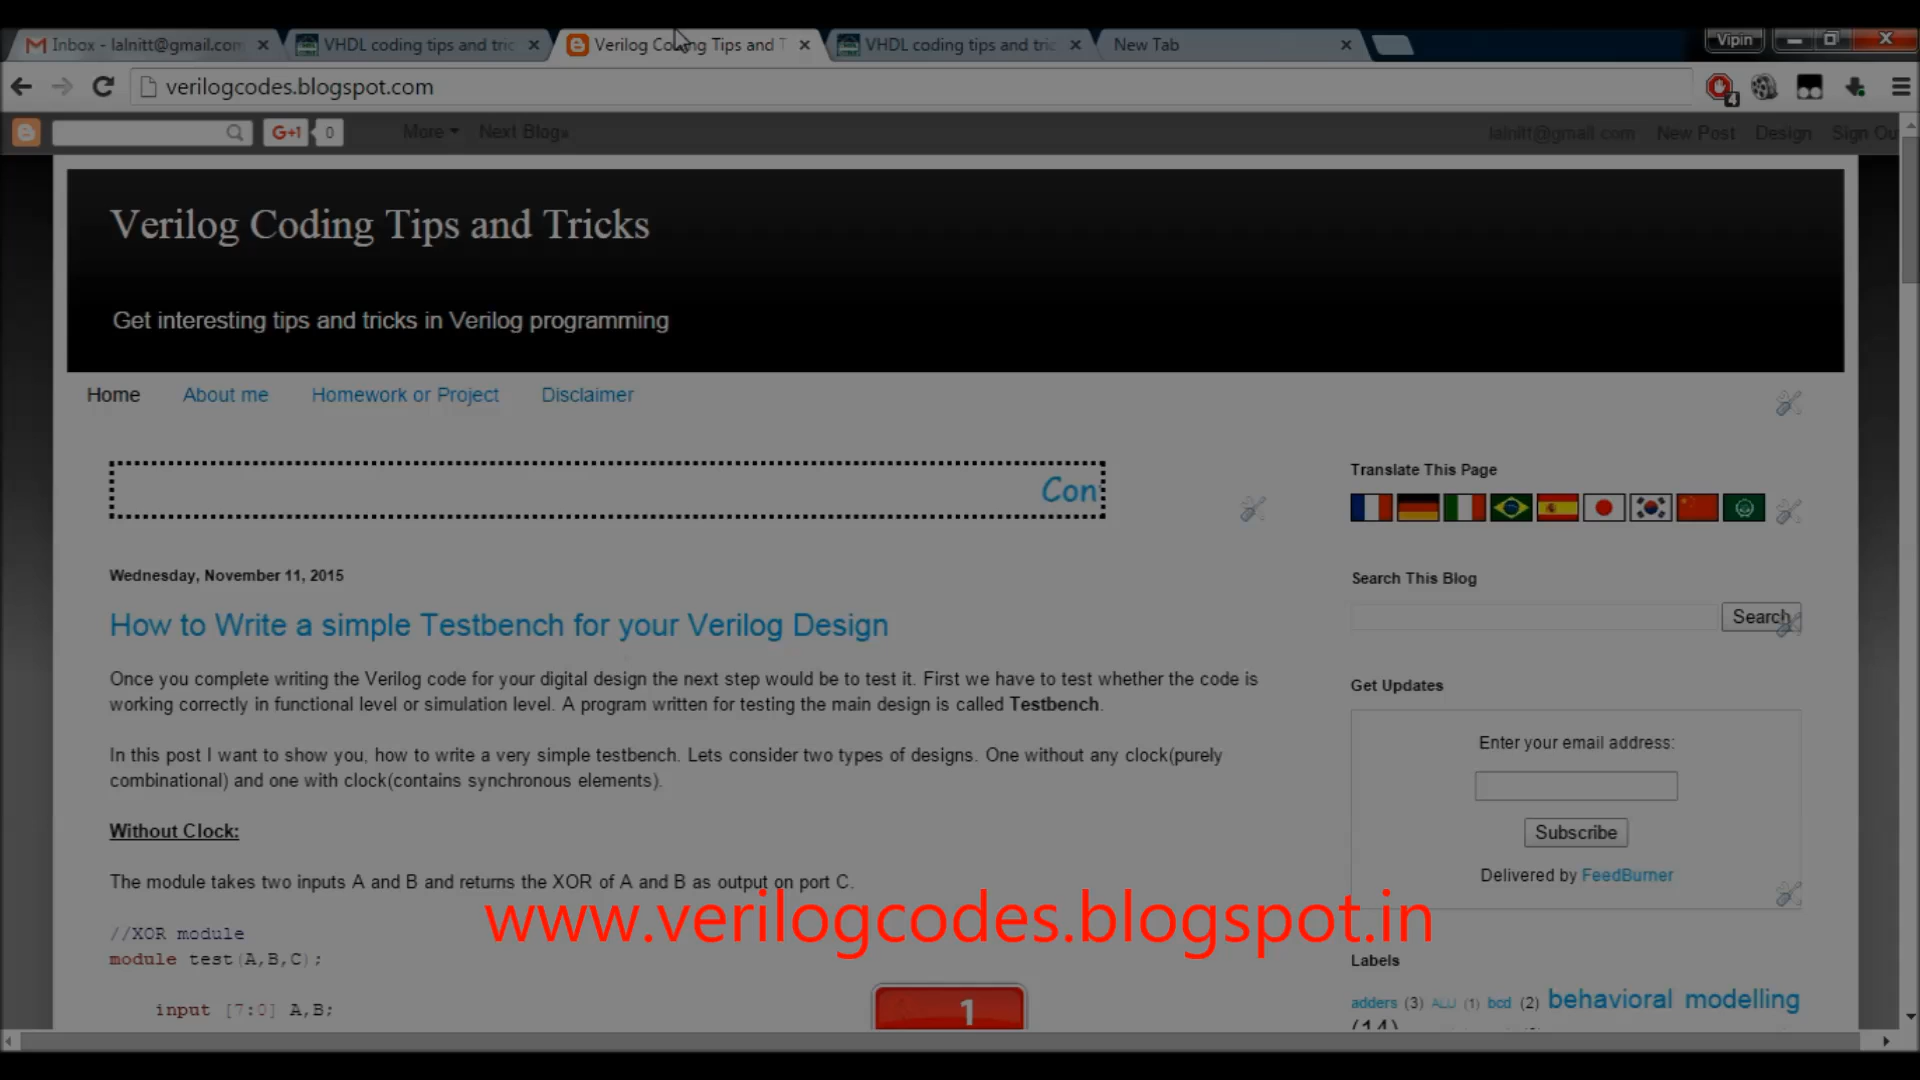 Inbox - lalnitt@gmail.com
VHDL coding tips and tric
Verilog Coding Tips and T
VHDL coding tips and tric
New Tab
Vipin
verilogcodes.blogspot.com
4
G+1
0
More
Next Blog»
lalnitt@gmail.com
New Post
Design
Sign Ou
Verilog Coding Tips and Tricks
Get interesting tips and tricks in Verilog programming
Home
About me
Homework or Project
Disclaimer
Con
Wednesday, November 11, 2015
How to Write a simple Testbench for your Verilog Design
Once you complete writing the Verilog code for your digital design the next step would be to test it. First we have to test whether the code is
working correctly in functional level or simulation level. A program written for testing the main design is called Testbench.
In this post I want to show you, how to write a very simple testbench. Lets consider two types of designs. One without any clock(purely
combinational) and one with clock(contains synchronous elements).
Without Clock:
The module takes two inputs A and B and returns the XOR of A and B as output on port C.
//XOR module
module test(A,B,C);
input [7:0] A,B;
Translate This Page
Search This Blog
Search
Get Updates
Enter your email address:
Subscribe
Delivered by FeedBurner
Labels
adders (3) ALU (1) bcd (2) behavioral modelling
(14)
www.verilogcodes.blogspot.in
1